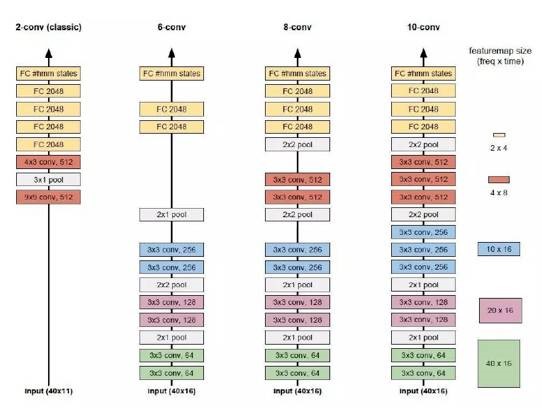 2-conv (classic)
FC #hmm states
FC 2048
FC 2048
FC 2048
FC 2048
4x3 conv, 512
3x1 pool
9x9 conv, 512
input (40x11)
6-conv
FC #hmm states
FC 2048
FC 2048
2x1 pool
3x3 conv, 256
3x3 conv, 256
2x2 pool
3x3 conv, 128
3x3 conv, 128
2x1 pool
3x3 conv, 64
3x3 conv, 64
input (40x16)
8-conv
FC #hmm states
FC 2048
FC 2048
FC 2048
2x2 pool
3x3 conv, 512
3x3 conv, 512
2x2 pool
3x3 conv, 256
3x3 conv, 256
2x1 pool
3x3 conv, 128
3x3 conv, 128
2x1 pool
3x3 conv, 64
3x3 conv, 64
input (40x16)
10-conv
FC #hmm states
FC 2048
FC 2048
FC 2048
2x2 pool
3x3 conv, 512
3x3 conv, 512
3x3 conv, 512
2x2 pool
3x3 conv, 256
3x3 conv, 256
3x3 conv, 256
2x1 pool
3x3 conv, 128
3x3 conv, 128
2x1 pool
3x3 conv, 64
3x3 conv, 64
input (40x16)
featuremap size
(freq x time)
2 x 4
4 x 8
10 x 16
20 x 16
40 x 16